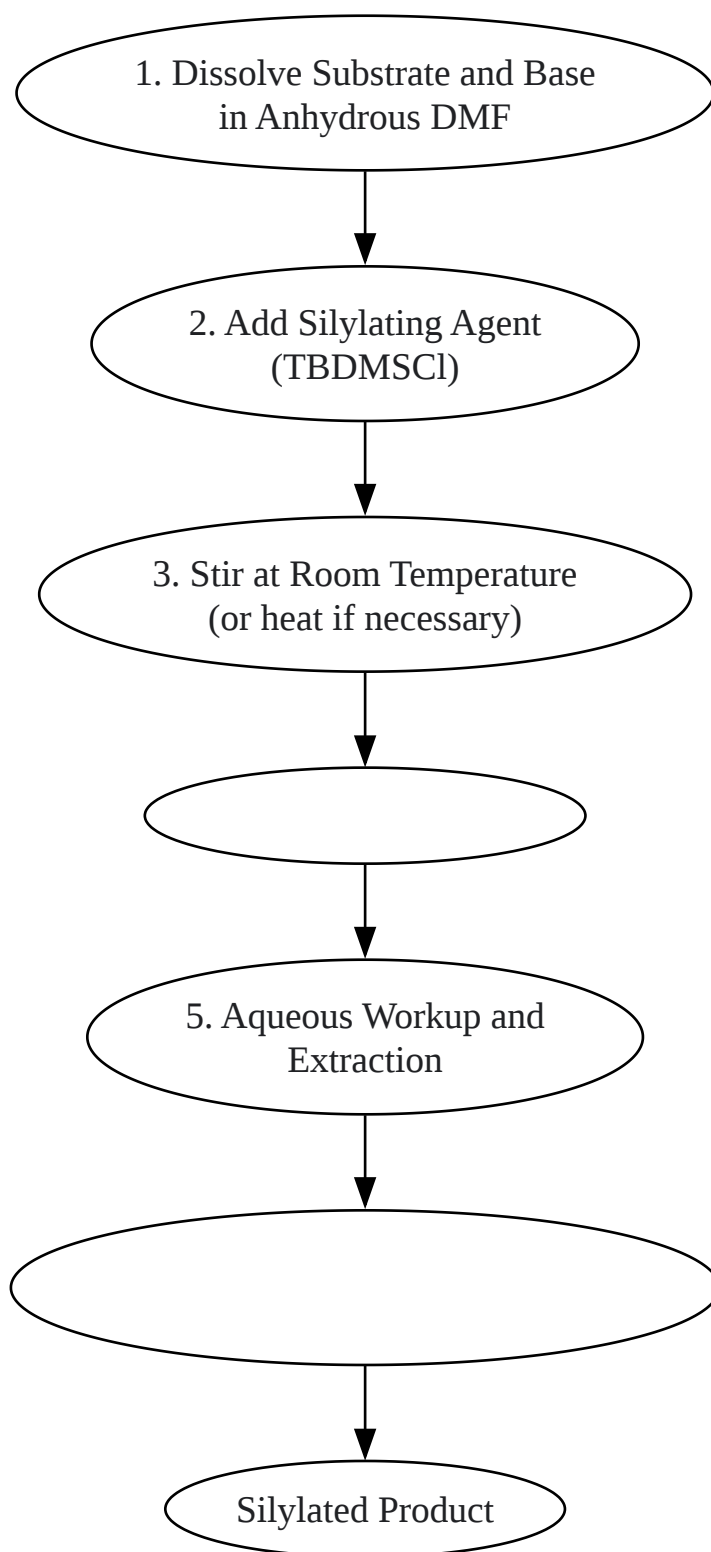 1. Dissolve Substrate and Base
in Anhydrous DMF
2. Add Silylating Agent
(TBDMSCl)
3. Stir at Room Temperature
(or heat if necessary)
5. Aqueous Workup and
Extraction
Silylated Product